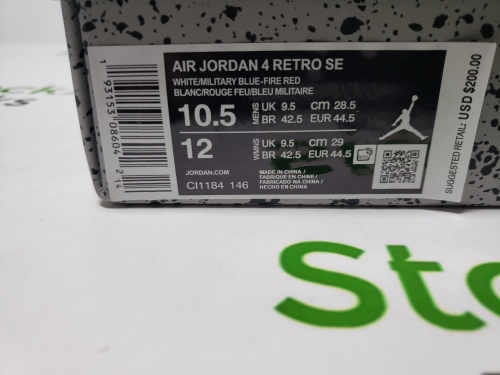 AIR JORDAN 4 RETRO SE
WHITE/MILITARY BLUE-FIRE RED
BLANC/ROUGE FEU/BLEU MILITAIRE
10.5 MENS UK 9.5 cm 28.5
BR 42.5 EUR 44.5
12 WMNS UK 9.5 cm 29
BR 42.5 EUR 44.5
JORDAN.COM
MADE IN CHINA /
FABRIQUE EN CHINE /
FABRICADO NA CHINA /
HECHO EN CHINA
CI1184 146
1 93153 08604 2 14
SUGGESTED RETAIL: USD $200.00
Stoc